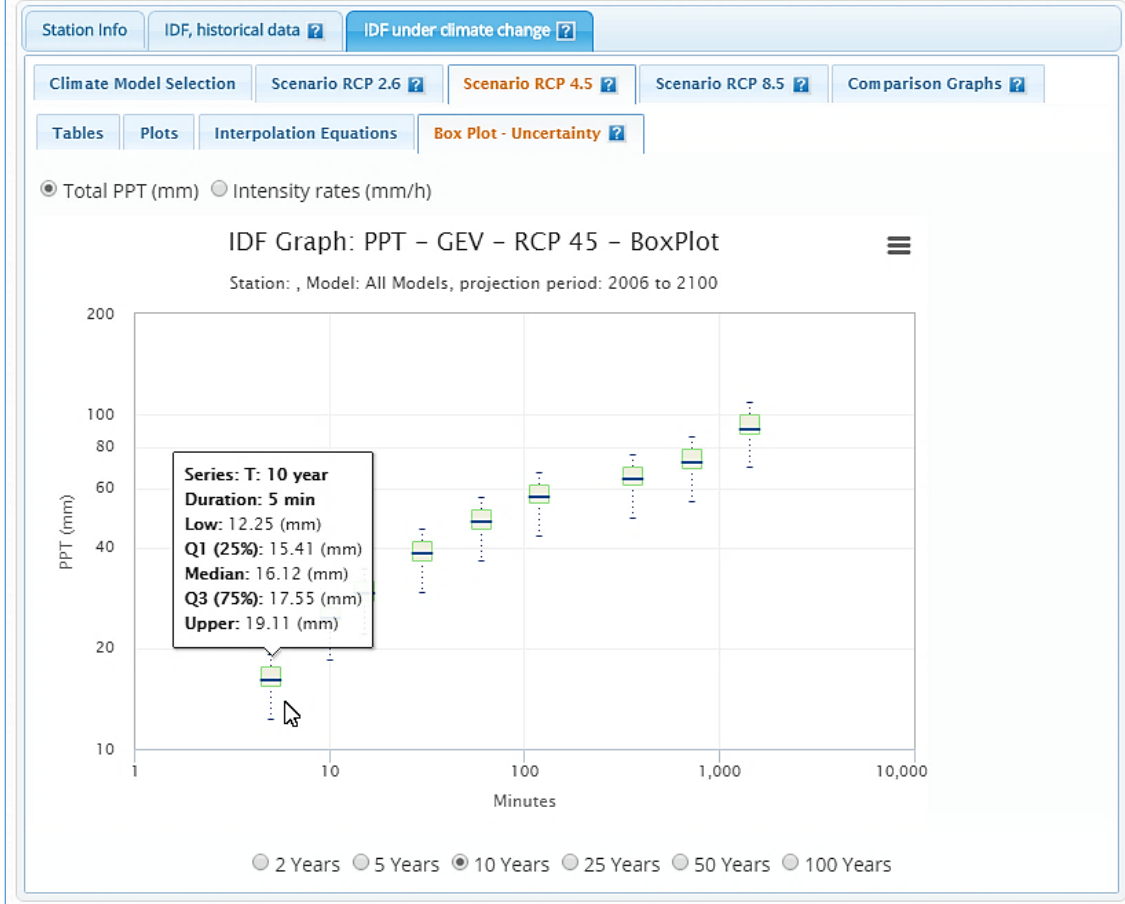 Station Info IDF, historical data ? IDF under climate change ?
Climate Model Selection Scenario RCP 2.6 ? Scenario RCP 4.5 ? Scenario RCP 8.5 ? Comparison Graphs ?
Tables Plots Interpolation Equations Box Plot - Uncertainty ?
Total PPT (mm) Intensity rates (mm/h)
IDF Graph: PPT – GEV – RCP 45 – BoxPlot
Station: , Model: All Models, projection period: 2006 to 2100
PPT (mm)
200
100
80
60
40
20
10
Series: T: 10 year
Duration: 5 min
Low: 12.25 (mm)
Q1 (25%): 15.41 (mm)
Median: 16.12 (mm)
Q3 (75%): 17.55 (mm)
Upper: 19.11 (mm)
1 10 100 1,000 10,000
Minutes
2 Years 5 Years 10 Years 25 Years 50 Years 100 Years